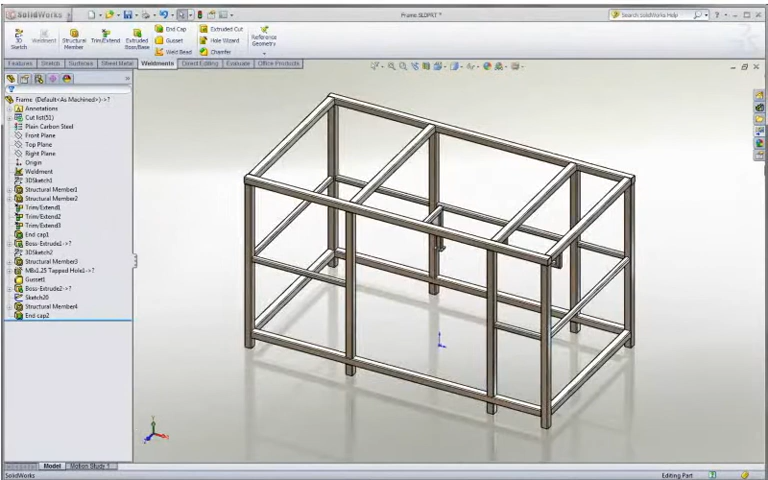 SolidWorks
Frame.SLDPRT *
Search SolidWorks Help
3D Sketch
Weldment
Structural Member
Trim/Extend
Extruded Boss/Base
End Cap
Gusset
Weld Bead
Extruded Cut
Hole Wizard
Chamfer
Reference Geometry
Features
Sketch
Surfaces
Sheet Metal
Weldments
Direct Editing
Evaluate
Office Products
Frame (Default<As Machined>)->?
Annotations
Cut list(51)
Plain Carbon Steel
Front Plane
Top Plane
Right Plane
Origin
Weldment
3DSketch1
Structural Member1
Structural Member2
Trim/Extend1
Trim/Extend2
Trim/Extend3
End cap1
Boss-Extrude1->?
3DSketch2
Structural Member3
M8x1.25 Tapped Hole1->?
Gusset1
Boss-Extrude2->?
Sketch20
Structural Member4
End cap2
Model
Motion Study 1
SolidWorks
Editing Part